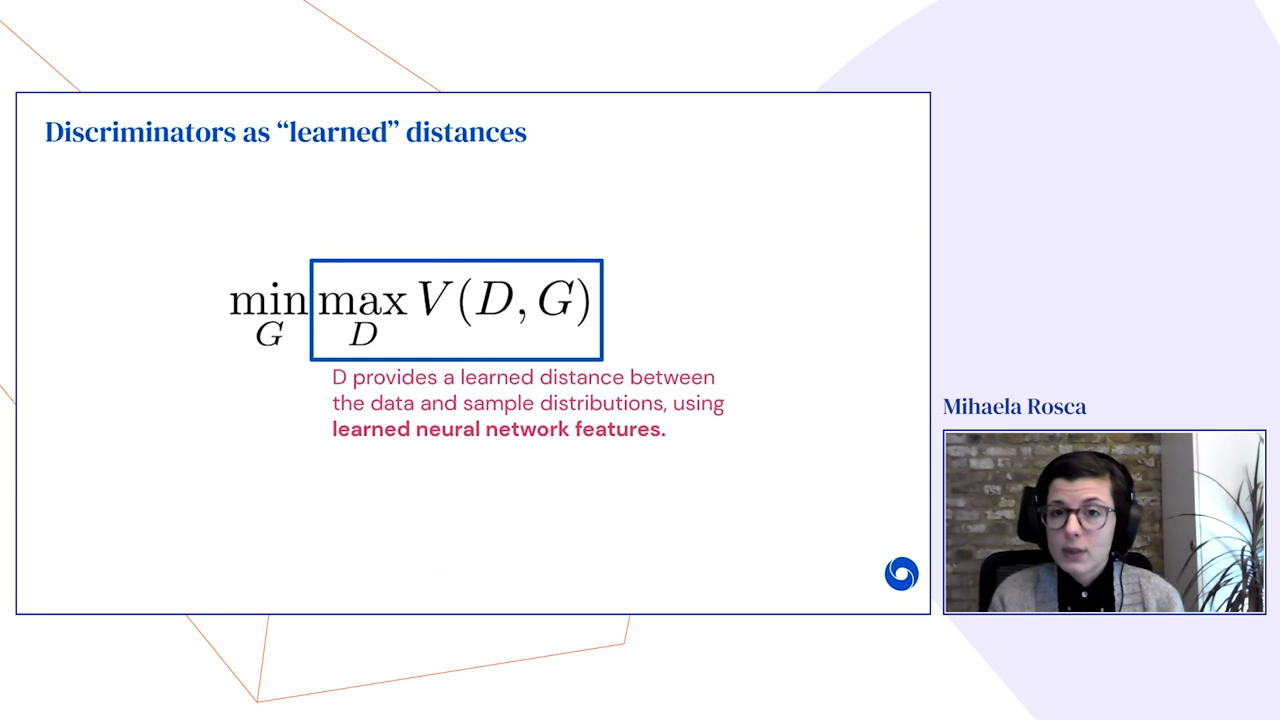 Discriminators as “learned” distances
min max V(D, G)
G D
D provides a learned distance between
the data and sample distributions, using
learned neural network features.
Mihaela Rosca